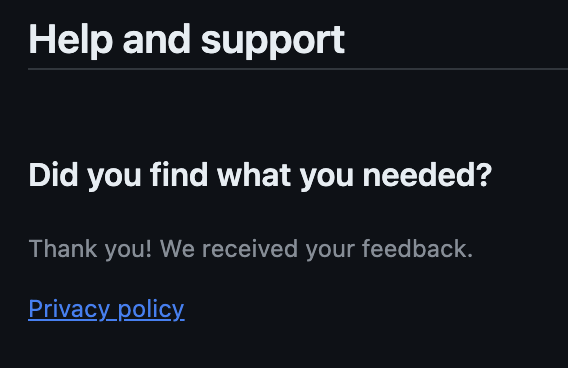 Help and support
Did you find what you needed?
Thank you! We received your feedback.
Privacy policy